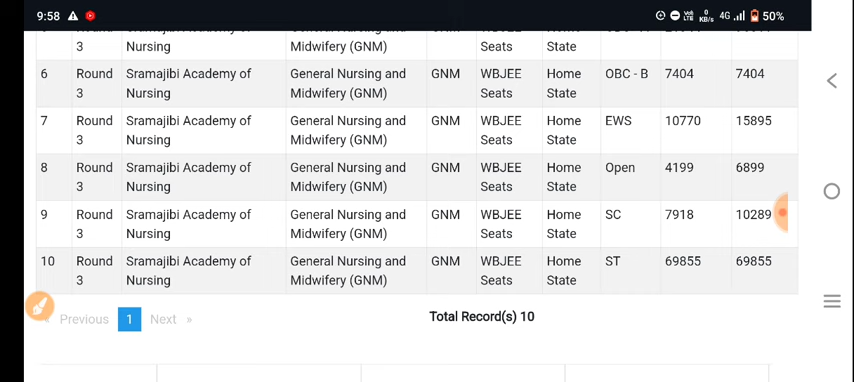 9:58 Vo) LTE 0 KB/s 4G 50%
3 Nursing Midwifery (GNM) Seats State
6 Round Sramajibi Academy of General Nursing and GNM WBJEE Home OBC - B 7404 7404
3 Nursing Midwifery (GNM) Seats State
7 Round Sramajibi Academy of General Nursing and GNM WBJEE Home EWS 10770 15895
3 Nursing Midwifery (GNM) Seats State
8 Round Sramajibi Academy of General Nursing and GNM WBJEE Home Open 4199 6899
3 Nursing Midwifery (GNM) Seats State
9 Round Sramajibi Academy of General Nursing and GNM WBJEE Home SC 7918 10289
3 Nursing Midwifery (GNM) Seats State
10 Round Sramajibi Academy of General Nursing and GNM WBJEE Home ST 69855 69855
3 Nursing Midwifery (GNM) Seats State
« Previous 1 Next » Total Record(s) 10